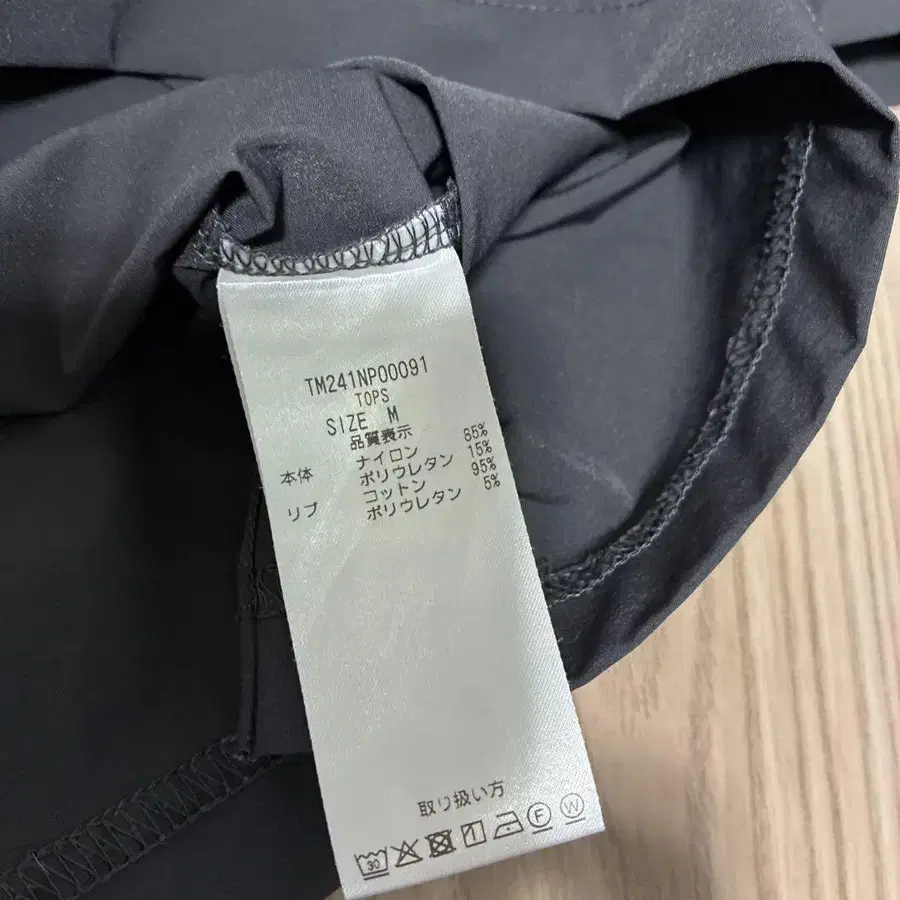 TM241NP00091
TOPS
SIZE M
品質表示
本体 ナイロン 85%
ポリウレタン 15%
リブ コットン 95%
ポリウレタン 5%
取り扱い方
30 F W